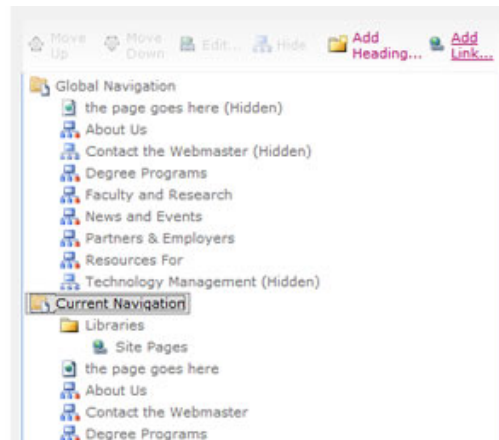 Move Up Move Down Edit... Hide Add Heading... Add Link...
Global Navigation
the page goes here (Hidden)
About Us
Contact the Webmaster (Hidden)
Degree Programs
Faculty and Research
News and Events
Partners & Employers
Resources For
Technology Management (Hidden)
Current Navigation
Libraries
Site Pages
the page goes here
About Us
Contact the Webmaster
Degree Programs